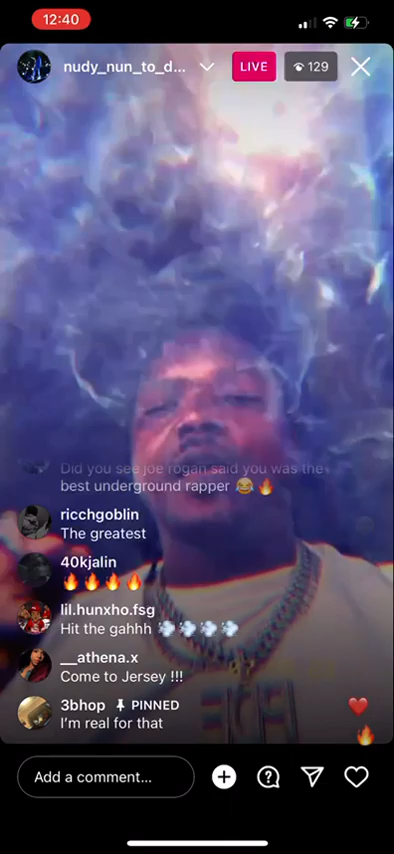 12:40
nudy_nun_to_d...
LIVE
129
Did you see joe rogan said you was the
best underground rapper 😂🔥
ricchgoblin
The greatest
40kjalin
🔥🔥🔥🔥
lil.hunxho.fsg
Hit the gahhh 💨💨💨💨
__athena.x
Come to Jersey !!!
3bhop PINNED
I'm real for that
Add a comment...